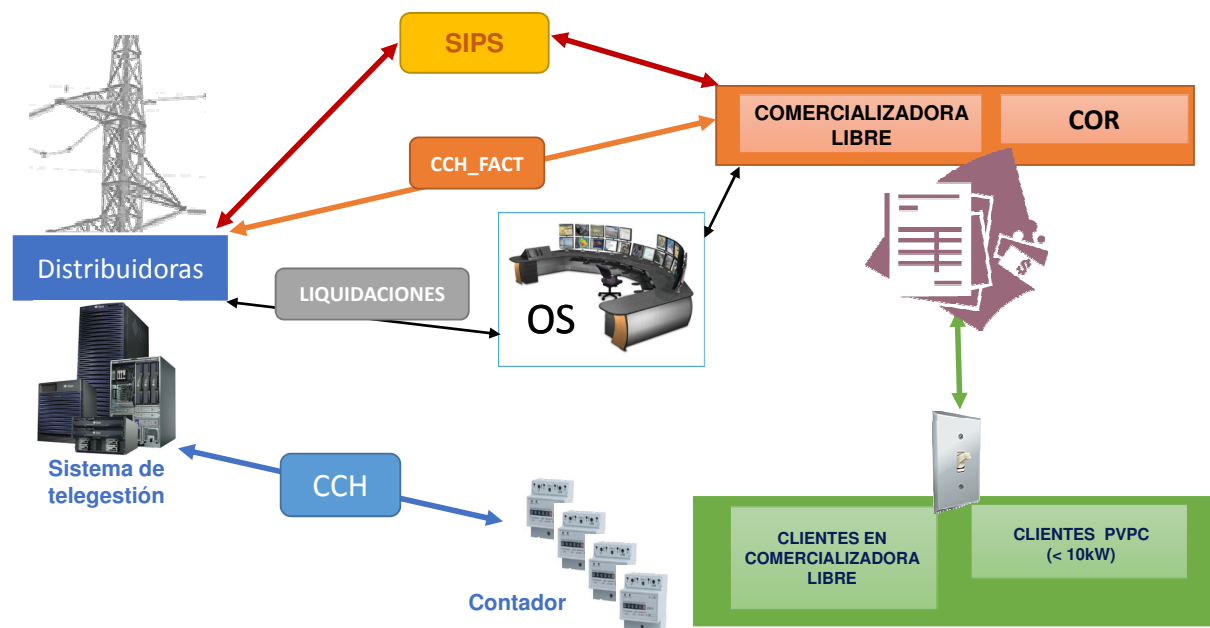 SIPS
COMERCIALIZADORA
LIBRE
COR
CCH_FACT
Distribuidoras
LIQUIDACIONES
OS
$
Sistema de
telegestión
CCH
Contador
CLIENTES EN
COMERCIALIZADORA
LIBRE
CLIENTES PVPC
(< 10kW)